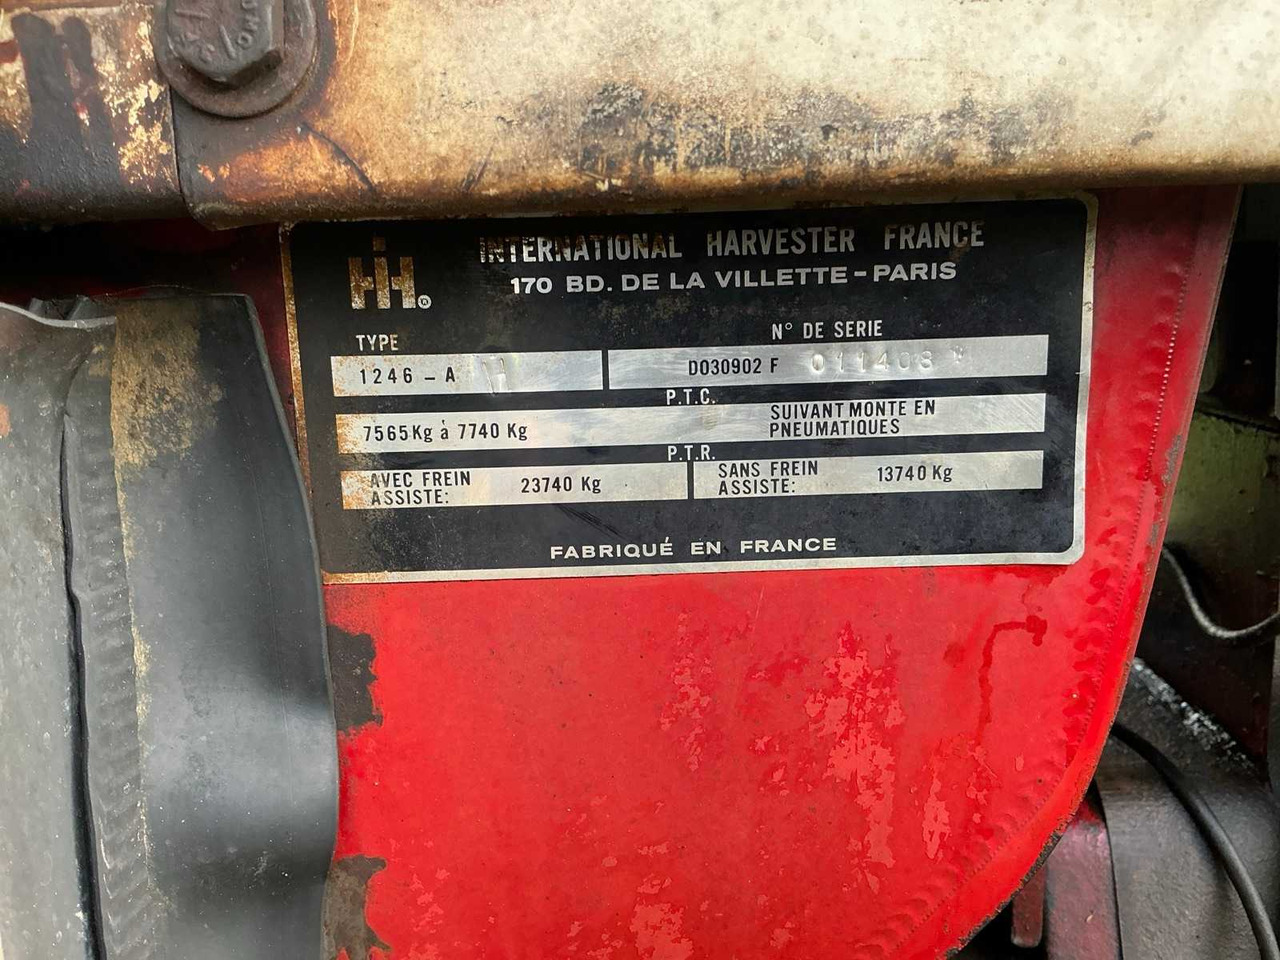 IH®
INTERNATIONAL HARVESTER FRANCE
170 BD. DE LA VILLETTE - PARIS
TYPE
N° DE SERIE
1246 - A
D030902 F 011408
P.T.C.
7565Kg à 7740 Kg
SUIVANT MONTE EN
PNEUMATIQUES
P.T.R.
AVEC FREIN
ASSISTE:
23740 Kg
SANS FREIN
ASSISTE:
13740 Kg
FABRIQUÉ EN FRANCE